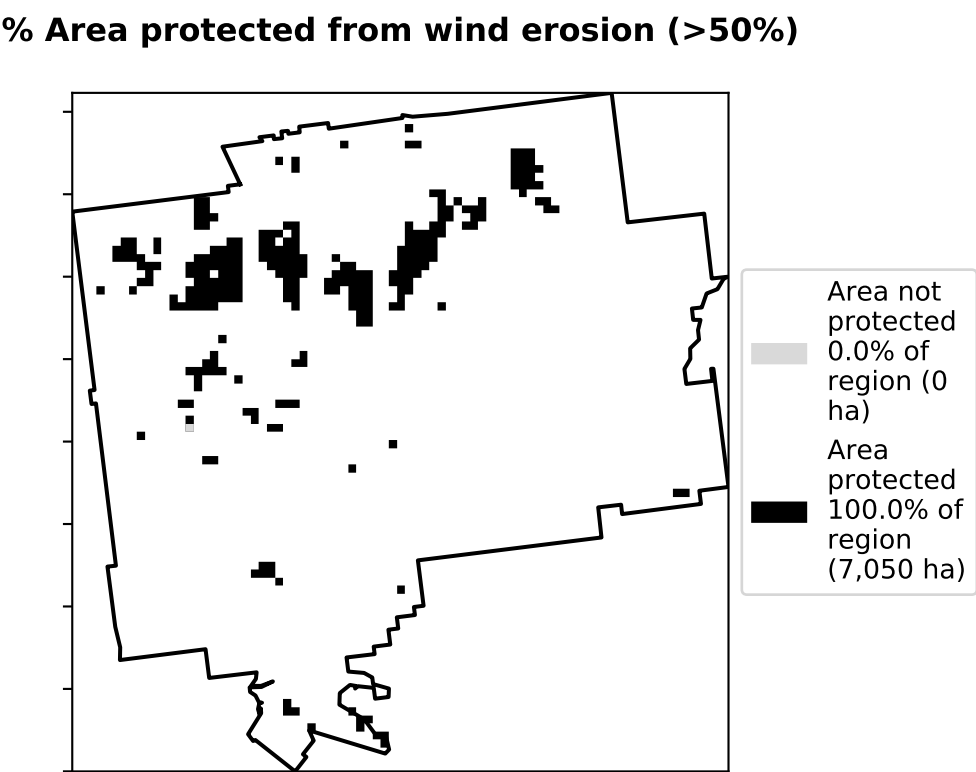 % Area protected from wind erosion (>50%)
Area not
protected
0.0% of
region (0
ha)
Area
protected
100.0% of
region
(7,050 ha)